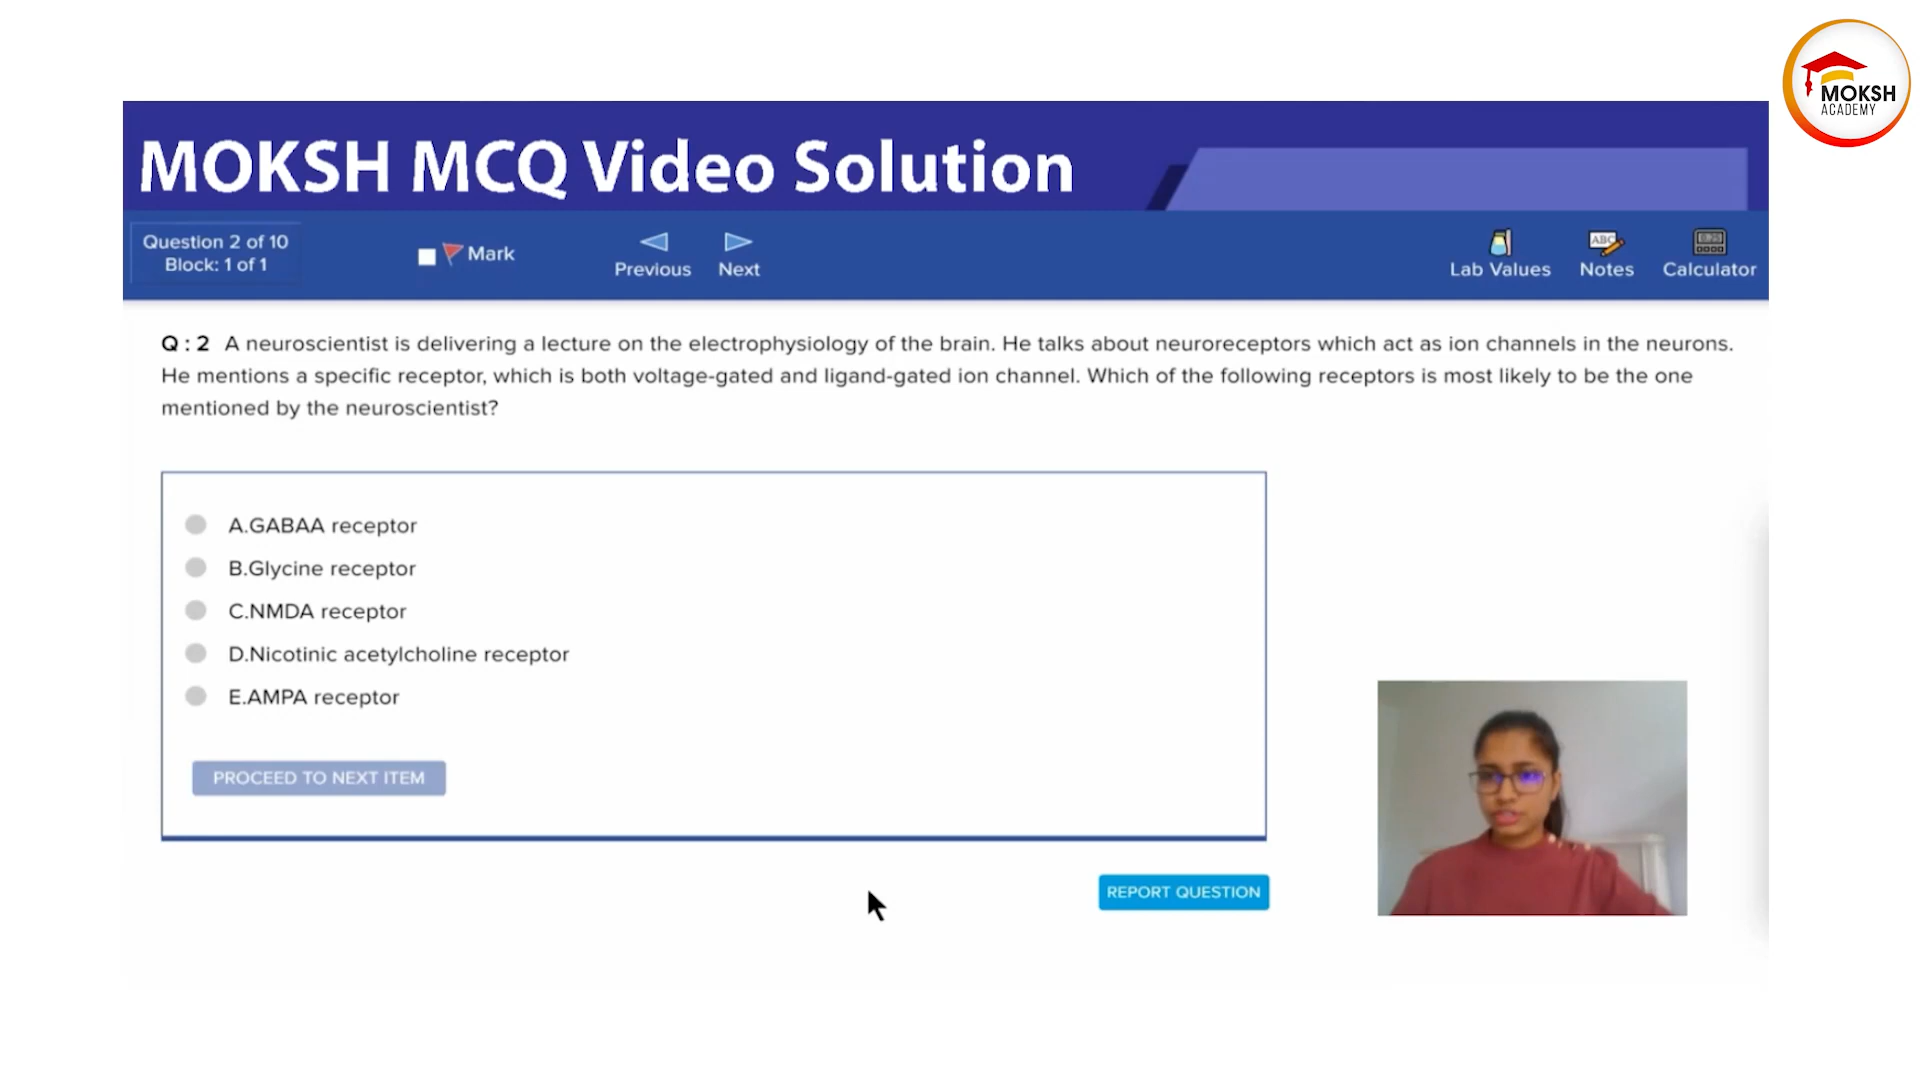 MOKSH
ACADEMY
MOKSH MCQ Video Solution
Question 2 of 10
Block: 1 of 1
Mark
Previous
Next
Lab Values
Notes
Calculator
Q : 2 A neuroscientist is delivering a lecture on the electrophysiology of the brain. He talks about neuroreceptors which act as ion channels in the neurons.
He mentions a specific receptor, which is both voltage-gated and ligand-gated ion channel. Which of the following receptors is most likely to be the one
mentioned by the neuroscientist?
A.GABAA receptor
B.Glycine receptor
C.NMDA receptor
D.Nicotinic acetylcholine receptor
E.AMPA receptor
PROCEED TO NEXT ITEM
REPORT QUESTION